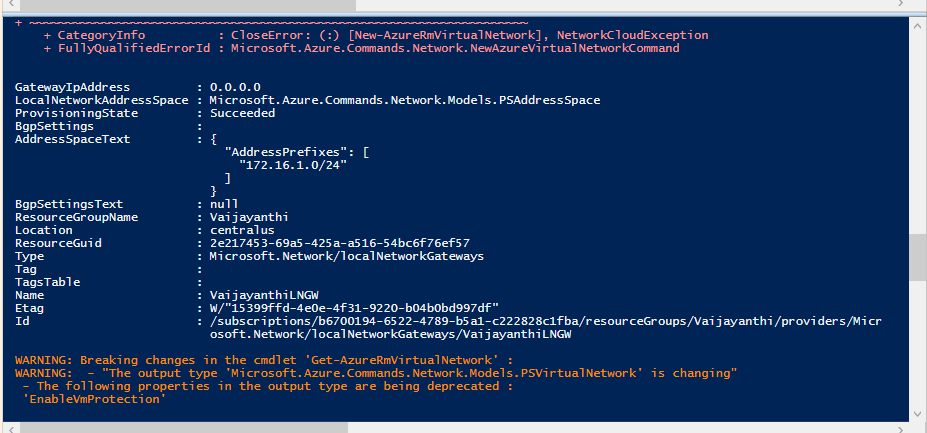 + ~~~~~~~~~~~~~~~~~~~~~~~~~~~~~~~~~~~~~~~~~~~~~~~~~~~~~~~~~~~~~~~~~~~~~
    + CategoryInfo          : CloseError: (:) [New-AzureRmVirtualNetwork], NetworkCloudException
    + FullyQualifiedErrorId : Microsoft.Azure.Commands.Network.NewAzureVirtualNetworkCommand
GatewayIpAddress         : 0.0.0.0
LocalNetworkAddressSpace : Microsoft.Azure.Commands.Network.Models.PSAddressSpace
ProvisioningState        : Succeeded
BgpSettings              :
AddressSpaceText         : {
                             "AddressPrefixes": [
                               "172.16.1.0/24"
                             ]
                           }
BgpSettingsText          : null
ResourceGroupName        : Vaijayanthi
Location                 : centralus
ResourceGuid             : 2e217453-69a5-425a-a516-54bc6f76ef57
Type                     : Microsoft.Network/localNetworkGateways
Tag                      :
TagsTable                :
Name                     : VaijayanthiLNGW
Etag                     : W/"15399ffd-4e0e-4f31-9220-b04b0bd997df"
Id                       : /subscriptions/b6700194-6522-4789-b5a1-c222828c1fba/resourceGroups/Vaijayanthi/providers/Micr
                           osoft.Network/localNetworkGateways/VaijayanthiLNGW
WARNING: Breaking changes in the cmdlet 'Get-AzureRmVirtualNetwork' :
WARNING:  - "The output type 'Microsoft.Azure.Commands.Network.Models.PSVirtualNetwork' is changing"
 - The following properties in the output type are being deprecated :
 'EnableVmProtection'